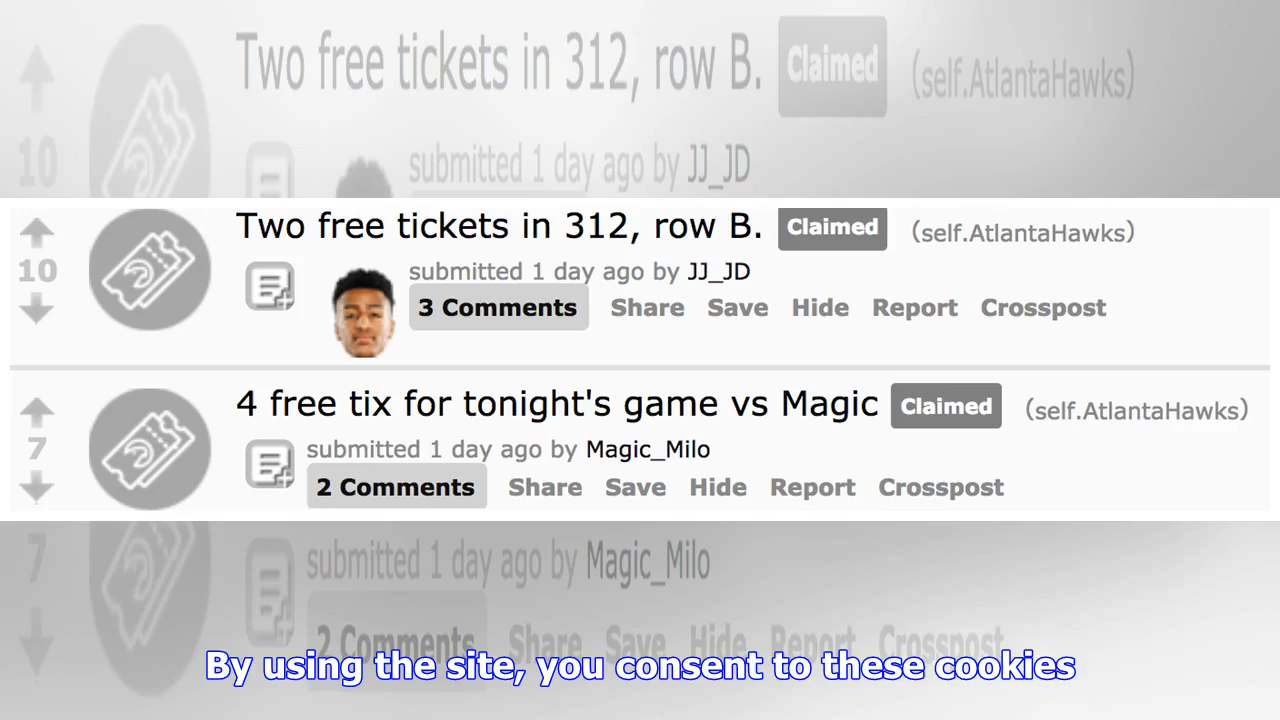 Two free tickets in 312, row B. Claimed (self.AtlantaHawks)
10
submitted 1 day ago by JJ_JD
Two free tickets in 312, row B. Claimed (self.AtlantaHawks)
10
submitted 1 day ago by JJ_JD
3 Comments Share Save Hide Report Crosspost
4 free tix for tonight's game vs Magic Claimed (self.AtlantaHawks)
7
submitted 1 day ago by Magic_Milo
2 Comments Share Save Hide Report Crosspost
7
submitted 1 day ago by Magic_Milo
2 Comments Share Save Hide Report Crosspost
By using the site, you consent to these cookies